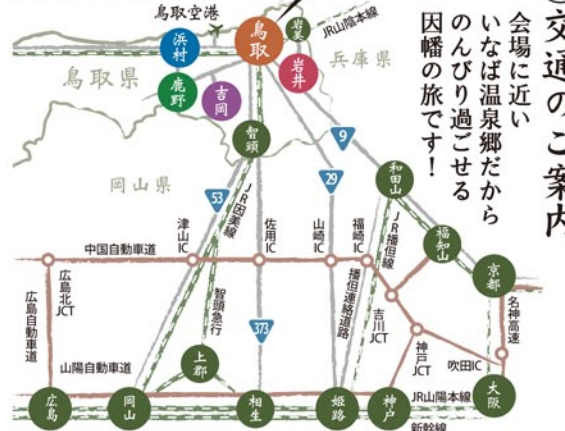 交通のご案内
会場に近い
いなば温泉郷だから
のんびり過ごせる
因幡の旅です！
鳥取空港
浜村
鳥取
岩美
JR山陰本線
鳥取県
鹿野
吉岡
岩井
兵庫県
智頭
9
岡山県
53
29
和田山
JR因美線
津山IC
佐用IC
山崎IC
福崎IC
JR播但線
福知山
京都
中国自動車道
広島北JCT
広島自動車道
智頭急行
373
播但連絡道路
吉川JCT
神戸JCT
名神高速
吹田IC
山陽自動車道
上郡
JR山陽本線
広島
岡山
相生
姫路
神戸
大阪
新幹線